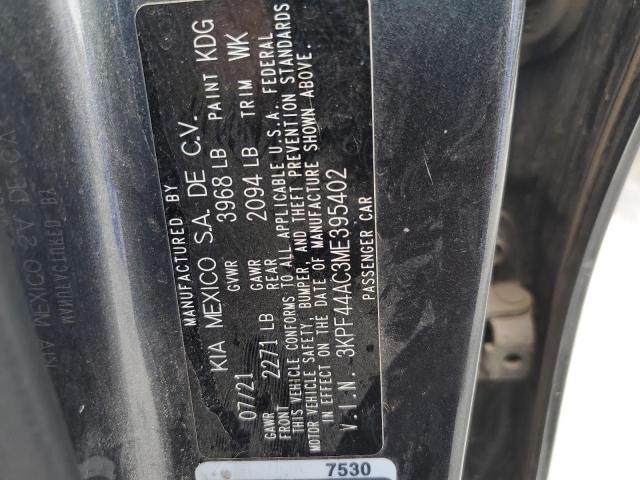 MANUFACTURED BY
KIA MEXICO S.A. DE C.V.
07/21 GVWR 3968 LB PAINT KDG
GAWR FRONT 2271 LB GAWR REAR 2094 LB TRIM WK
THIS VEHICLE CONFORMS TO ALL APPLICABLE U.S.A. FEDERAL
MOTOR VEHICLE SAFETY, BUMPER, AND THEFT PREVENTION STANDARDS
IN EFFECT ON THE DATE OF MANUFACTURE SHOWN ABOVE.
V.I.N. 3KPF44AC3ME395402
PASSENGER CAR
7530